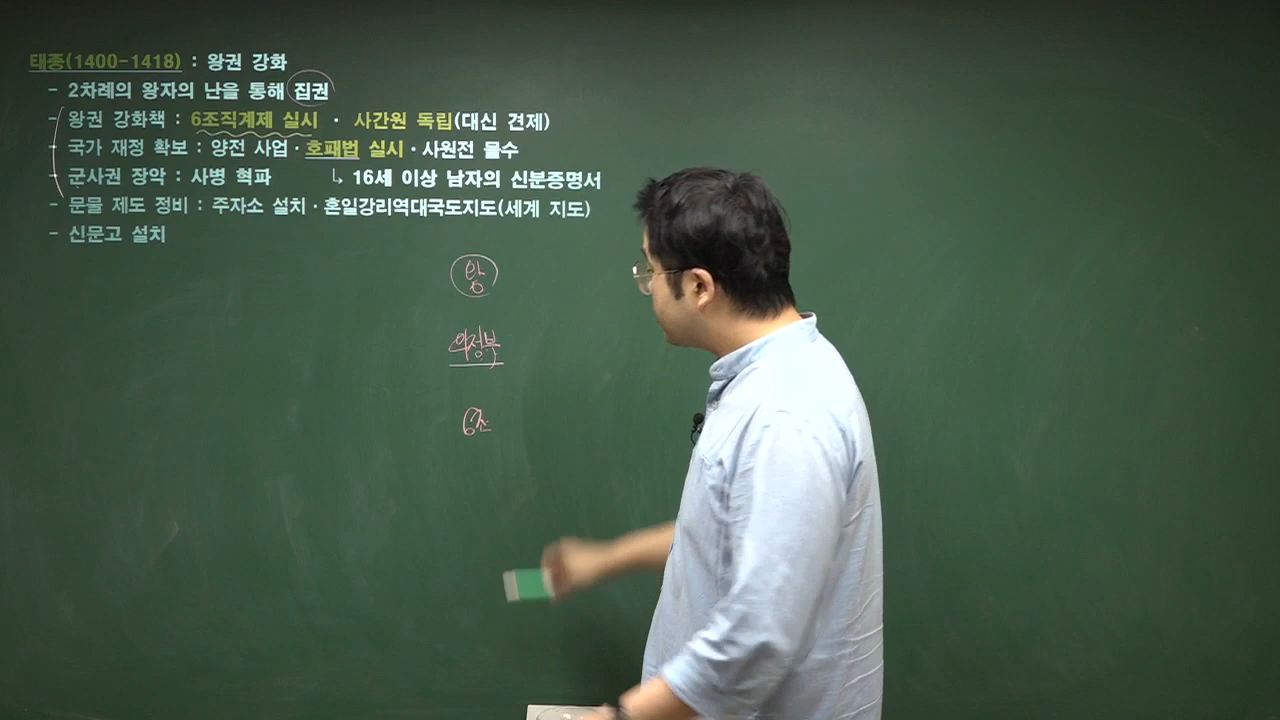 태종(1400-1418) : 왕권 강화
- 2차례의 왕자의 난을 통해 집권
- 왕권 강화책 : 6조직계제 실시 · 사간원 독립(대신 견제)
- 국가 재정 확보 : 양전 사업·호패법 실시·사원전 몰수
- 군사권 장악 : 사병 혁파 ↳ 16세 이상 남자의 신분증명서
- 문물 제도 정비 : 주자소 설치·혼일강리역대국도지도(세계 지도)
- 신문고 설치
왕
의정부
6조